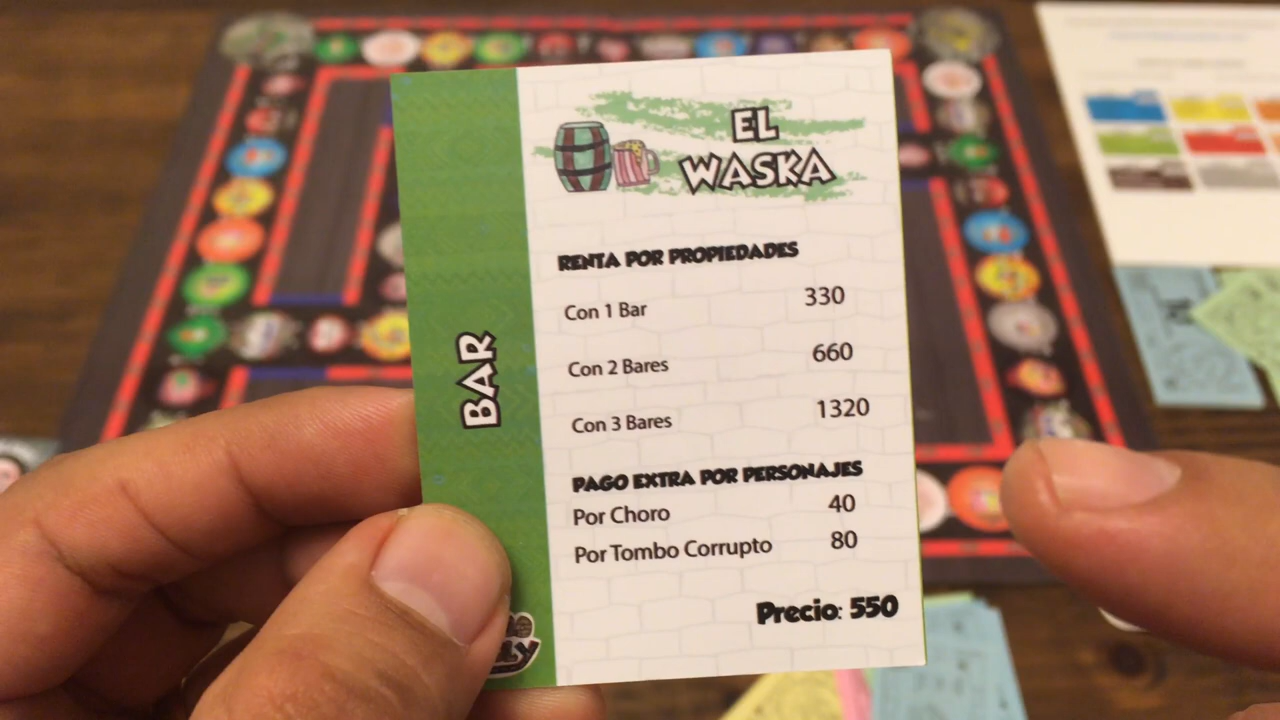 BAR
EL
WASKA
RENTA POR PROPIEDADES
Con 1 Bar 330
Con 2 Bares 660
Con 3 Bares 1320
PAGO EXTRA POR PERSONAJES
Por Choro 40
Por Tombo Corrupto 80
Precio: 550